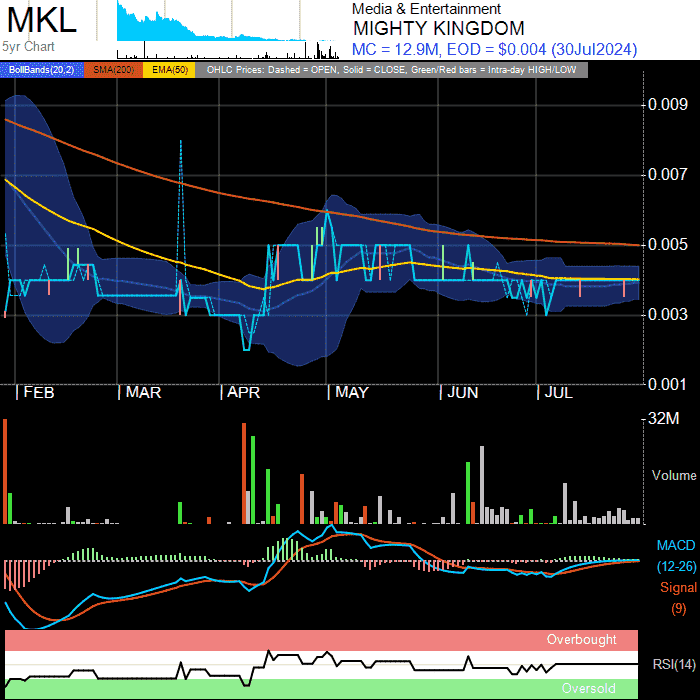 MKL
5yr Chart
Media & Entertainment
MIGHTY KINGDOM
MC = 12.9M, EOD = $0.004 (30Jul2024)
BollBands(20,2) SMA(200) EMA(50) OHLC Prices: Dashed = OPEN, Solid = CLOSE, Green/Red bars = Intra-day HIGH/LOW
0.009
0.007
0.005
0.003
0.001
FEB MAR APR MAY JUN JUL
32M
Volume
MACD
(12-26)
Signal
(9)
Overbought
RSI(14)
Oversold